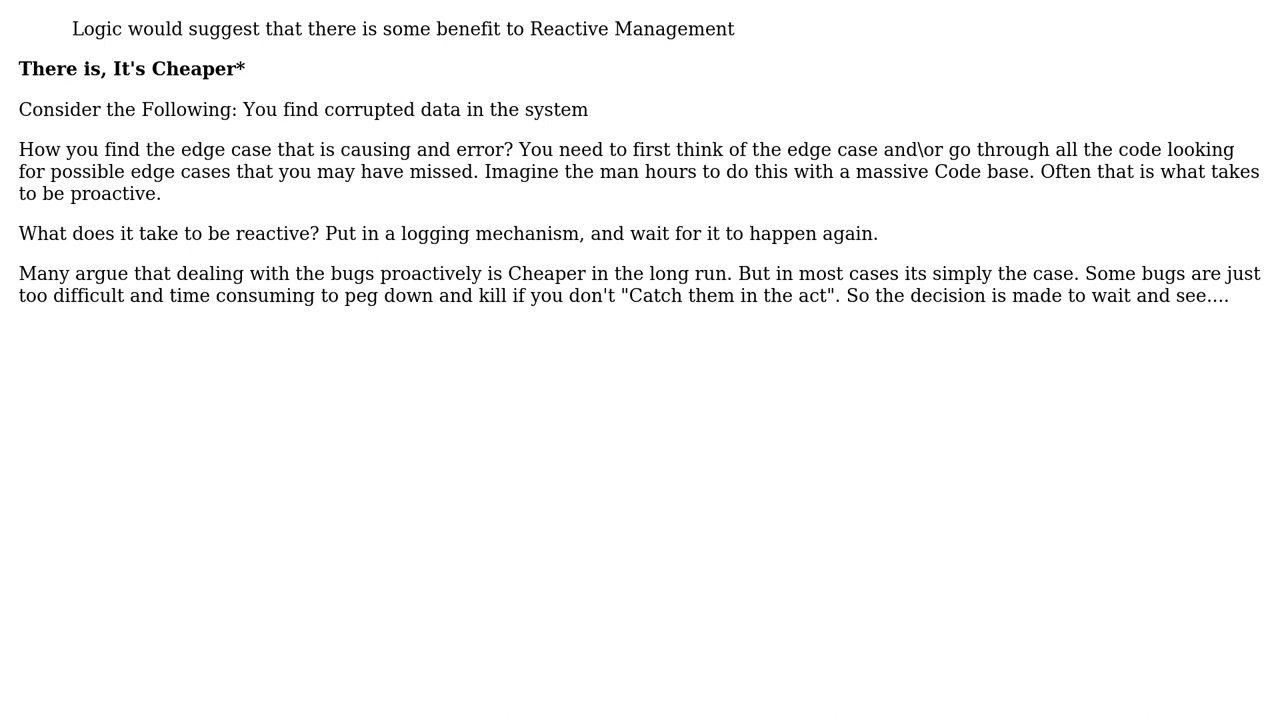 Logic would suggest that there is some benefit to Reactive Management
There is, It's Cheaper*
Consider the Following: You find corrupted data in the system
How you find the edge case that is causing and error? You need to first think of the edge case and\or go through all the code looking
for possible edge cases that you may have missed. Imagine the man hours to do this with a massive Code base. Often that is what takes
to be proactive.
What does it take to be reactive? Put in a logging mechanism, and wait for it to happen again.
Many argue that dealing with the bugs proactively is Cheaper in the long run. But in most cases its simply the case. Some bugs are just
too difficult and time consuming to peg down and kill if you don't "Catch them in the act". So the decision is made to wait and see....